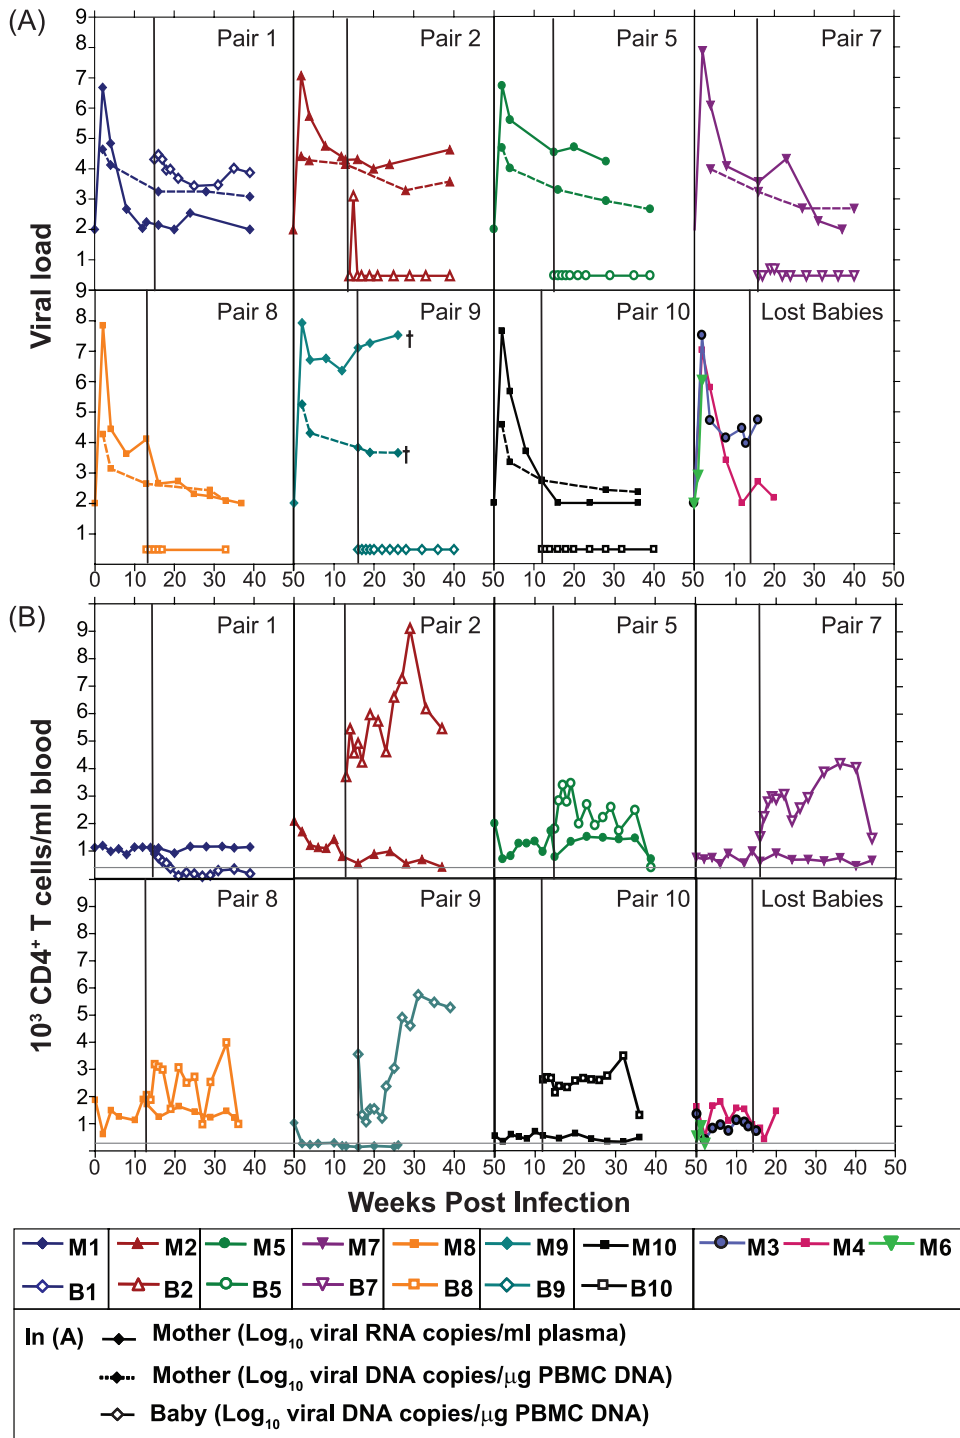 (A)
Viral load
9
8
7
6
5
4
3
2
1
Pair 1
Pair 2
Pair 5
Pair 7
9
8
7
6
5
4
3
2
1
Pair 8
Pair 9
†
†
Pair 10
Lost Babies
0 10 20 30 40 50 10 20 30 40 50 10 20 30 40 50 10 20 30 40 50
(B)
10³ CD4⁺ T cells/ml blood
9
8
7
6
5
4
3
2
1
Pair 1
Pair 2
Pair 5
Pair 7
9
8
7
6
5
4
3
2
1
Pair 8
Pair 9
Pair 10
Lost Babies
0 10 20 30 40 50 10 20 30 40 50 10 20 30 40 50 10 20 30 40 50
Weeks Post Infection
M1 M2 M5 M7 M8 M9 M10 M3 M4 M6
B1 B2 B5 B7 B8 B9 B10
In (A) Mother (Log₁₀ viral RNA copies/ml plasma)
Mother (Log₁₀ viral DNA copies/µg PBMC DNA)
Baby (Log₁₀ viral DNA copies/µg PBMC DNA)